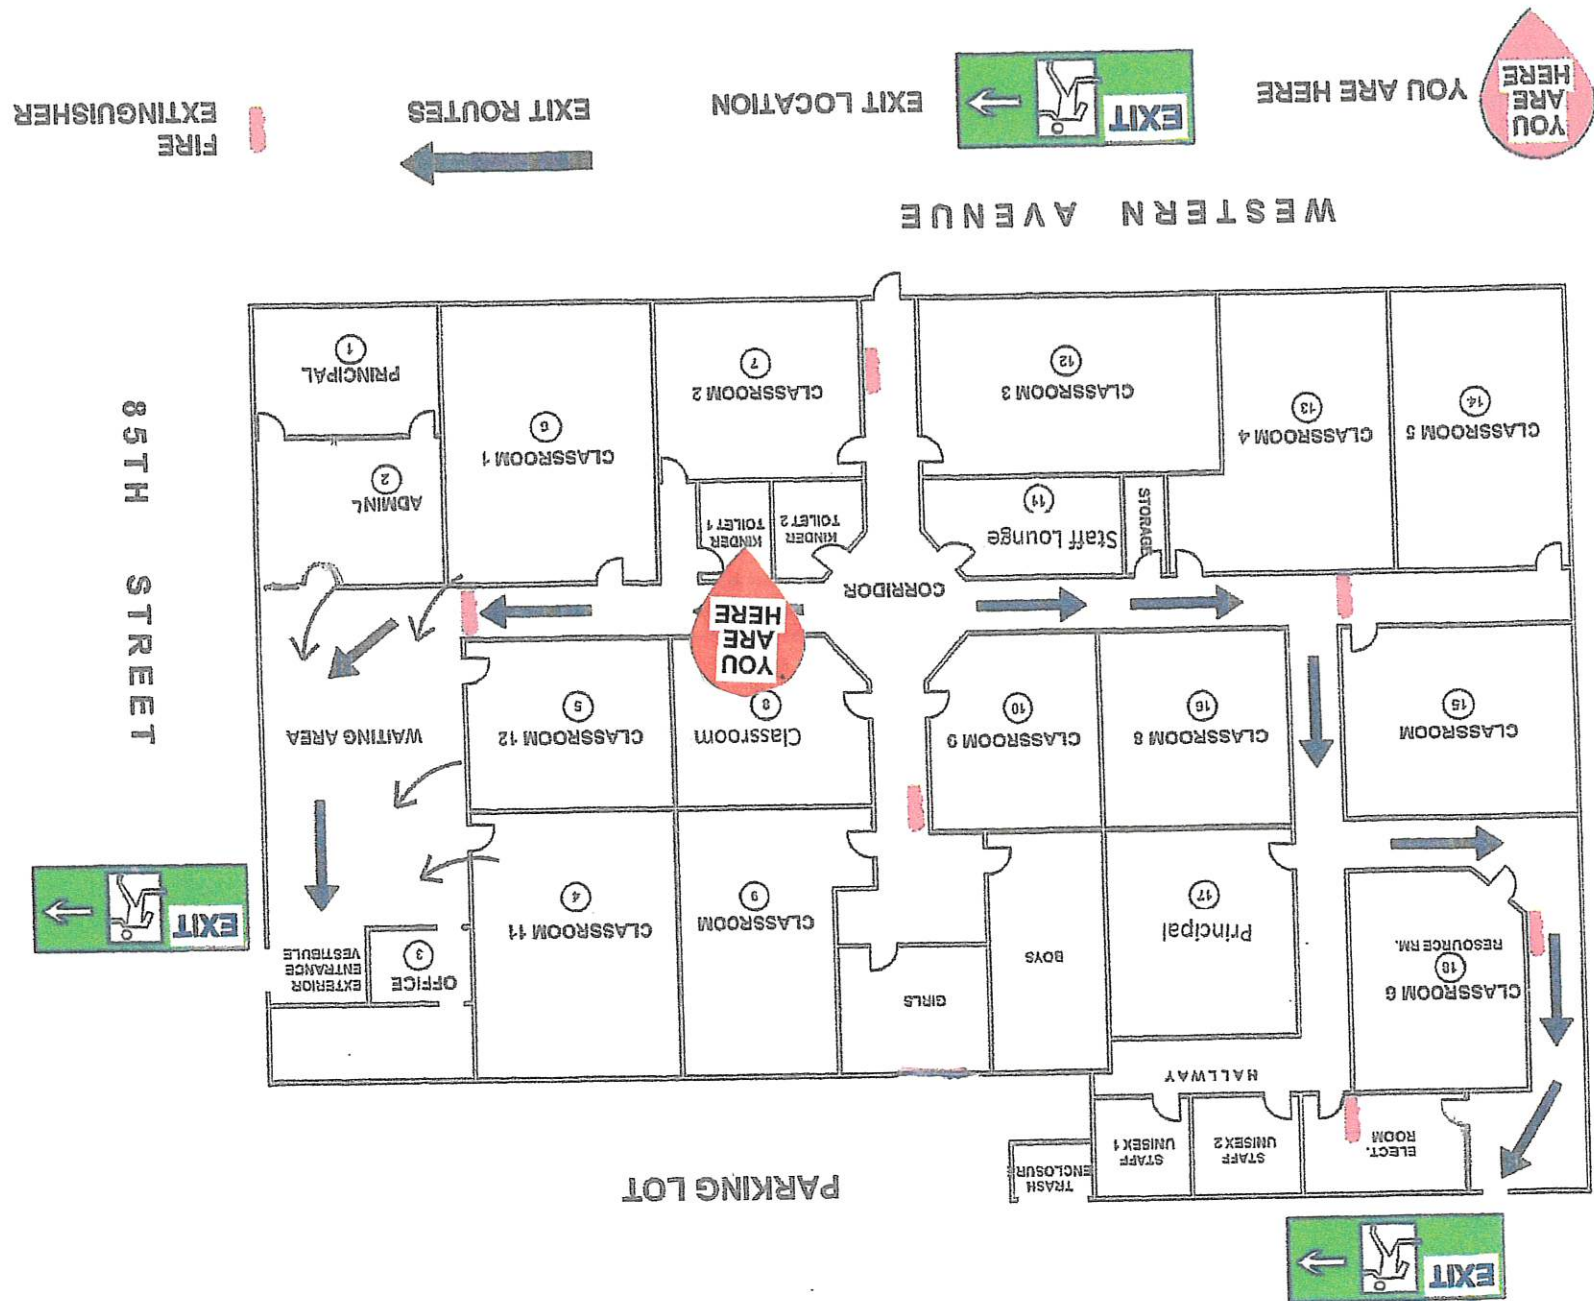 EXIT
PARKING LOT
TRASH
ENCLOSUR
ELECT.
ROOM
STAFF
UNISEX 2
STAFF
UNISEX 1
HALLWAY
CLASSROOM 6
18
RESOURCE RM.
Principal
17
BOYS
GIRLS
CLASSROOM
9
CLASSROOM 11
4
OFFICE
3
EXTERIOR
ENTRANCE
VESTIBULE
EXIT
CLASSROOM
15
CLASSROOM 8
16
CLASSROOM 9
10
Classroom
8
CLASSROOM 12
5
WAITING AREA
85TH STREET
YOU
ARE
HERE
CORRIDOR
STORAGE
Staff Lounge
11
KINDER
TOILET 2
KINDER
TOILET 1
ADMIN'L
2
CLASSROOM 5
14
CLASSROOM 4
13
CLASSROOM 3
12
CLASSROOM 2
7
CLASSROOM 1
6
PRINCIPAL
1
WESTERN AVENUE
YOU
ARE
HERE
YOU ARE HERE
EXIT
EXIT LOCATION
EXIT ROUTES
FIRE
EXTINGUISHER